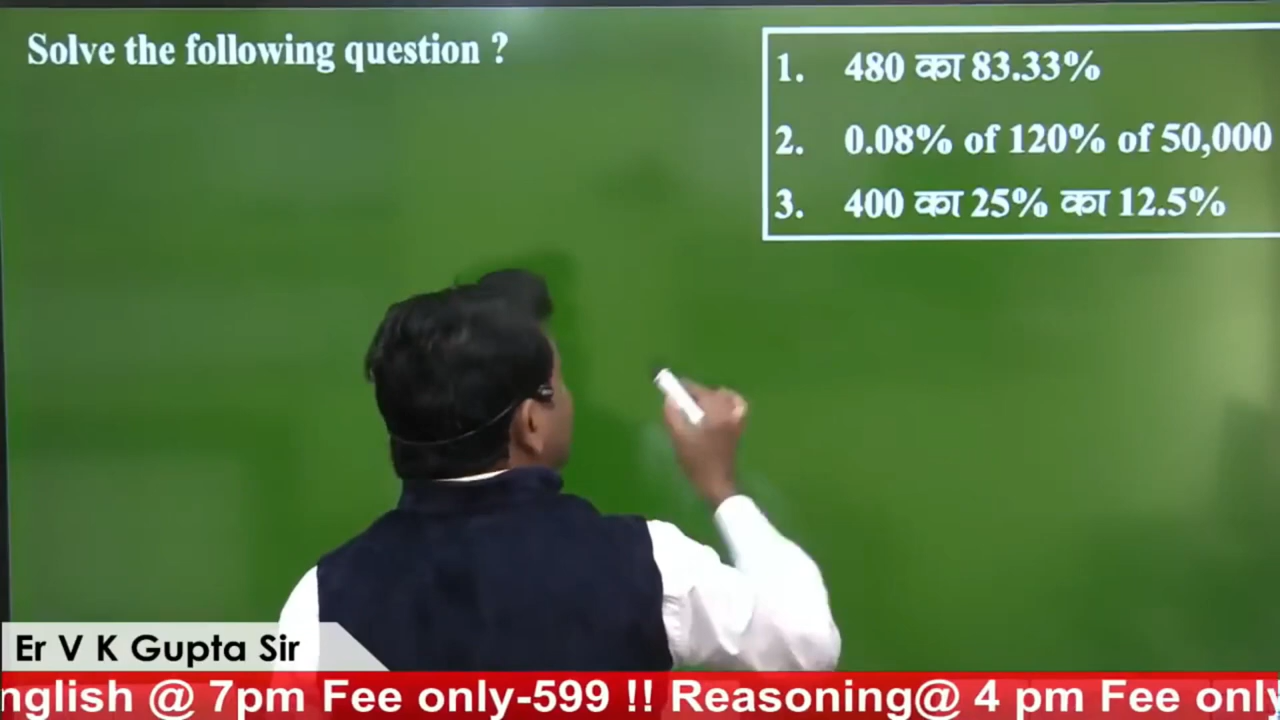 Solve the following question ?
1. 480 का 83.33%
2. 0.08% of 120% of 50,000
3. 400 का 25% का 12.5%
Er V K Gupta Sir
nglish @ 7pm Fee only-599 !! Reasoning@ 4 pm Fee only